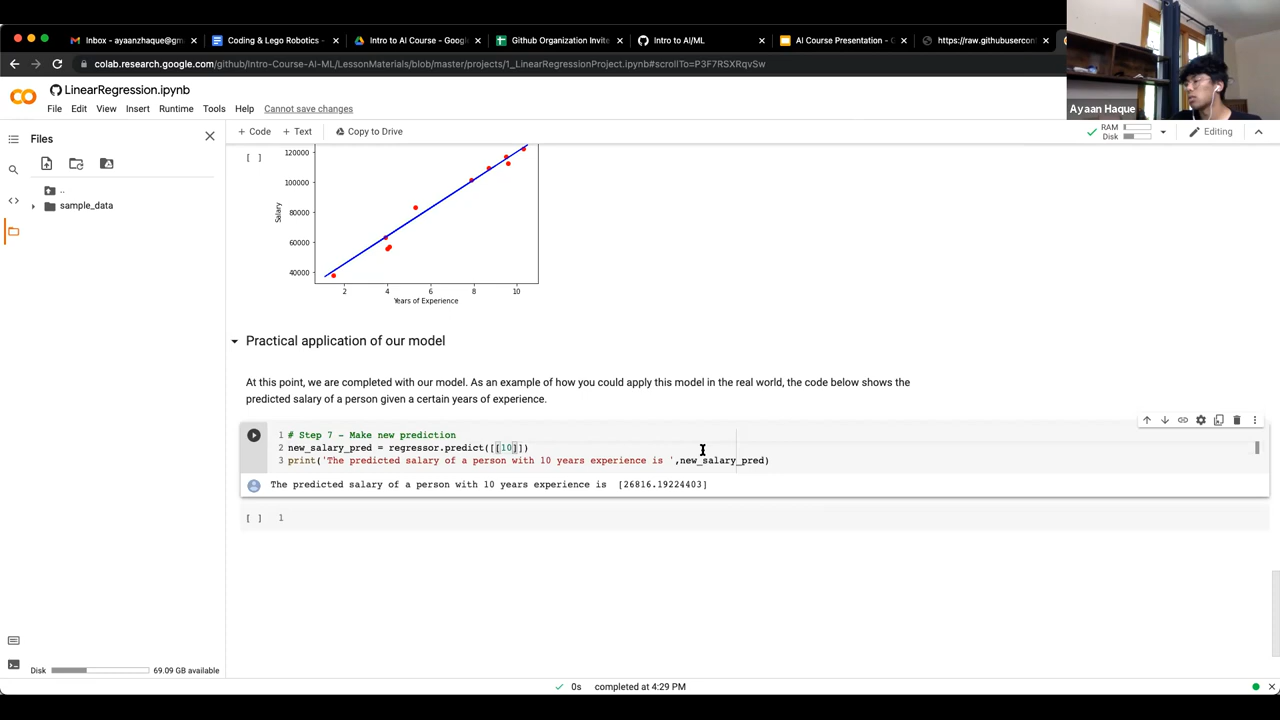 Inbox - ayaanzhaque@gm
Coding & Lego Robotics
Intro to AI Course - Google
Github Organization Invite
Intro to AI/ML
AI Course Presentation - G
https://raw.githubusercont
colab.research.google.com/github/Intro-Course-AI-ML/LessonMaterials/blob/master/projects/1_LinearRegressionProject.ipynb#scrollTo=P3F7RSXRqvSw
Ayaan Haque
LinearRegression.ipynb
File Edit View Insert Runtime Tools Help Cannot save changes
Files
+ Code + Text Copy to Drive
RAM
Disk
Editing
..
sample_data
[ ]
120000
100000
80000
60000
40000
Salary
2 4 6 8 10
Years of Experience
Practical application of our model
At this point, we are completed with our model. As an example of how you could apply this model in the real world, the code below shows the
predicted salary of a person given a certain years of experience.
1 # Step 7 - Make new prediction
2 new_salary_pred = regressor.predict([[10]])
3 print('The predicted salary of a person with 10 years experience is ',new_salary_pred)
The predicted salary of a person with 10 years experience is [26816.19224403]
[ ] 1
Disk 69.09 GB available
0s completed at 4:29 PM